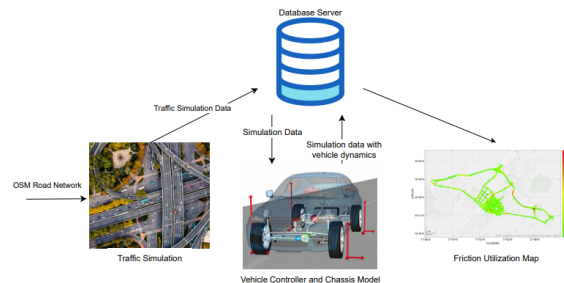 Database Server
Traffic Simulation Data
Simulation Data
Simulation data with
vehicle dynamics
OSM Road Network
Traffic Simulation
Vehicle Controller and Chassis Model
Friction Utilization Map
Longitude